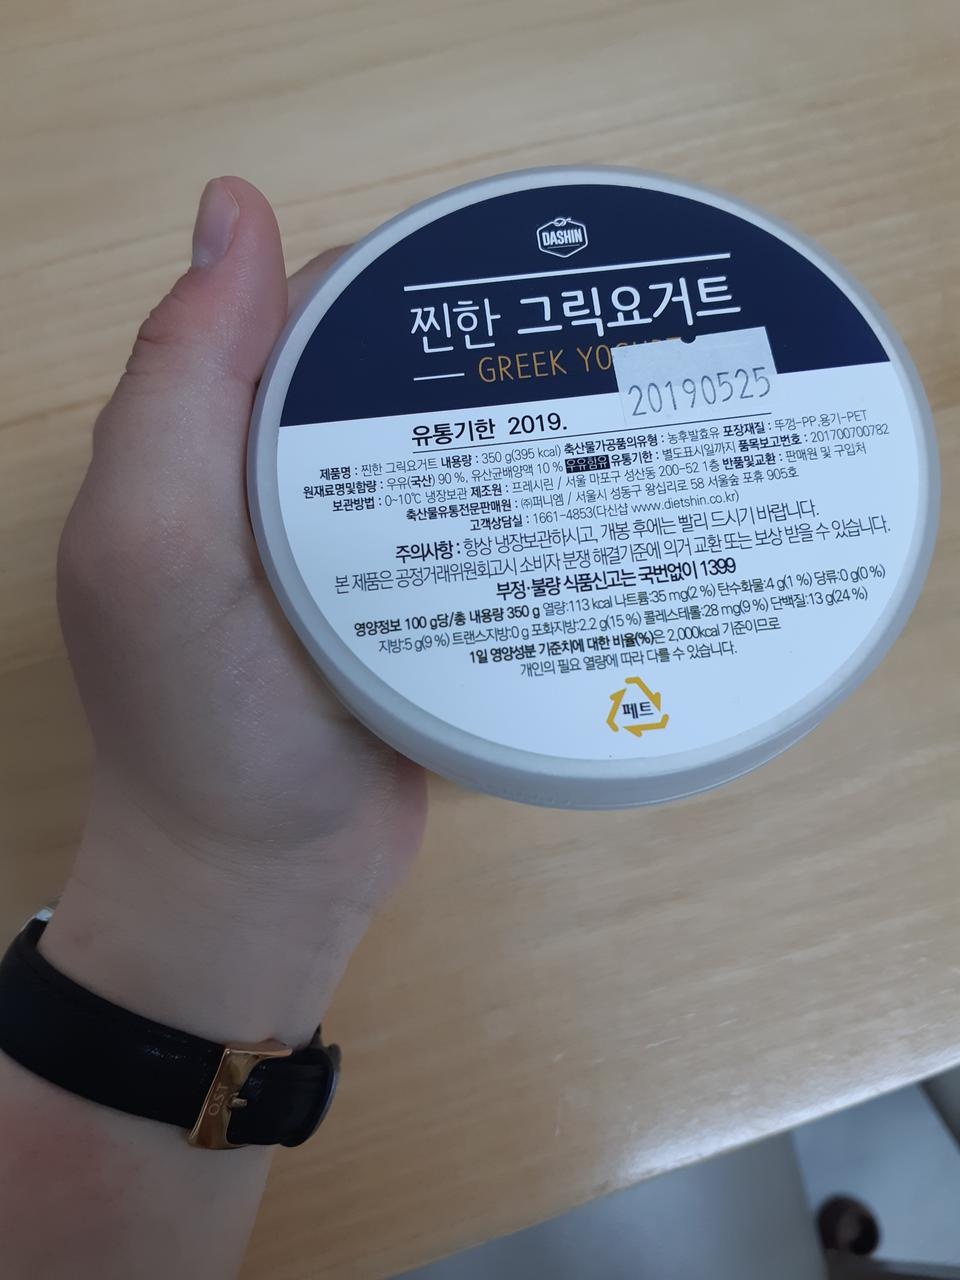 DASHIN
찐한 그릭요거트
GREEK YO
20190525
유통기한 2019.
제품명 : 찐한 그릭요거트 내용량 : 350 g(395 kcal) 축산물가공품의유형 : 농후발효유 포장재질 : 뚜껑-PP,용기-PET
원재료명및함량 : 우유(국산) 90 %, 유산균배양액 10 % 우유함유 유통기한 : 별도표시일까지 품목보고번호 : 201700700782
보관방법 : 0~10℃ 냉장보관 제조원 : 프레시린 / 서울 마포구 성산동 200-52 1층 반품및교환 : 판매원 및 구입처
축산물유통전문판매원 : ㈜퍼니엠 / 서울시 성동구 왕십리로 58 서울숲 포휴 905호
고객상담실 : 1661-4853(다신샵 www.dietshin.co.kr)
주의사항 : 항상 냉장보관하시고, 개봉 후에는 빨리 드시기 바랍니다.
본 제품은 공정거래위원회고시 소비자 분쟁 해결기준에 의거 교환 또는 보상 받을 수 있습니다.
부정·불량 식품신고는 국번없이 1399
영양정보 100 g당/총 내용량 350 g 열량:113 kcal 나트륨:35 mg(2 %) 탄수화물:4 g(1 %) 당류:0 g(0 %)
지방:5 g(9 %) 트랜스지방:0 g 포화지방:2.2 g(15 %) 콜레스테롤:28 mg(9 %) 단백질:13 g(24 %)
1일 영양성분 기준치에 대한 비율(%)은 2,000kcal 기준이므로
개인의 필요 열량에 따라 다를 수 있습니다.
페트
OST